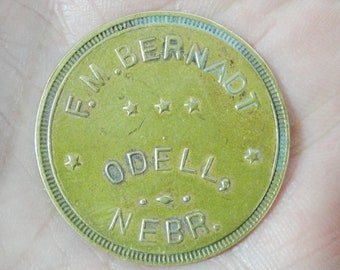 F.M. BERNADT
ODELL,
NEBR.